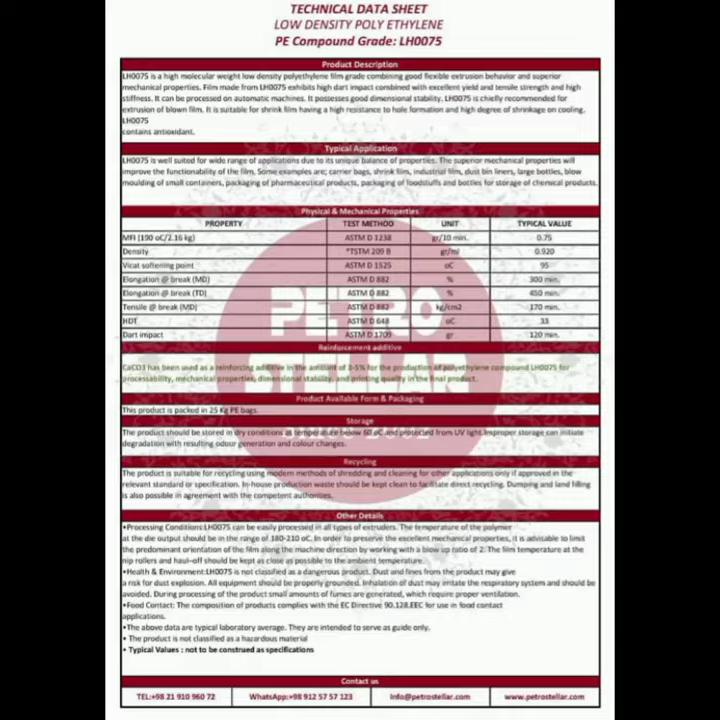 TECHNICAL DATA SHEET
LOW DENSITY POLY ETHYLENE
PE Compound Grade: LH0075
Product Description
LH0075 is a high molecular weight low density polyethylene film grade combining good flexible extrusion behavior and superior
mechanical properties. Film made from LH0075 exhibits high dart impact combined with excellent yield and tensile strength and high
stiffness. It can be processed on automatic machines. It possesses good dimensional stability. LH0075 is chiefly recommended for
extrusion of blown film. It is suitable for shrink film having a high resistance to hole formation and high degree of shrinkage on cooling.
LH0075
contains antioxidant.
Typical Application
LH0075 is well suited for wide range of applications due to its unique balance of properties. The superior mechanical properties will
improve the functionality of the film. Some examples are; carrier bags, shrink film, industrial film, dust bin liners, large bottles, blow
moulding of small containers, packaging of pharmaceutical products, packaging of foodstuffs and bottles for storage of chemical products.
Physical & Mechanical Properties
PROPERTY TEST METHOD UNIT TYPICAL VALUE
MFI (190 oC/2.16 kg) ASTM D 1238 gr/10 min. 0.75
Density *TSTM 209 B gr/ml 0.920
Vicat softening point ASTM D 1525 oC 95
Elongation @ break (MD) ASTM D 882 % 300 min.
Elongation @ break (TD) ASTM D 882 % 450 min.
Tensile @ break (MD) ASTM D 882 kg/cm2 170 min.
HDT ASTM D 648 oC 33
Dart impact ASTM D 1709 gr 120 min.
Reinforcement additive
CaCO3 has been used as a reinforcing additive in the amount of 1-5% for the production of polyethylene compound LH0075 for
processability, mechanical properties, dimensional stability, and printing quality in the final product.
Product Available Form & Packaging
This product is packed in 25 Kg PE bags.
Storage
The product should be stored in dry conditions at temperature below 60 oC and protected from UV light. Improper storage can initiate
degradation with resulting odour generation and colour changes.
Recycling
The product is suitable for recycling using modern methods of shredding and cleaning for other applications only if approved in the
relevant standard or specification. In-house production waste should be kept clean to facilitate direct recycling. Dumping and land filling
is also possible in agreement with the competent authorities.
Other Details
•Processing Conditions:LH0075 can be easily processed in all types of extruders. The temperature of the polymer
at the die output should be in the range of 180-210 oC. In order to preserve the excellent mechanical properties, it is advisable to limit
the predominant orientation of the film along the machine direction by working with a blow up ratio of 2. The film temperature at the
nip rollers and haul-off should be kept as close as possible to the ambient temperature.
•Health & Environment:LH0075 is not classified as a dangerous product. Dust and fines from the product may give
a risk for dust explosion. All equipment should be properly grounded. Inhalation of dust may irritate the respiratory system and should be
avoided. During processing of the product small amounts of fumes are generated, which require proper ventilation.
•Food Contact: The composition of products complies with the EC Directive 90.128.EEC for use in food contact
applications.
•The above data are typical laboratory average. They are intended to serve as guide only.
• The product is not classified as a hazardous material
• Typical Values : not to be construed as specifications
Contact us
TEL:+98 21 910 960 72 WhatsApp:+98 912 57 57 123 info@petrostellar.com www.petrostellar.com
PETRO
STELLAR